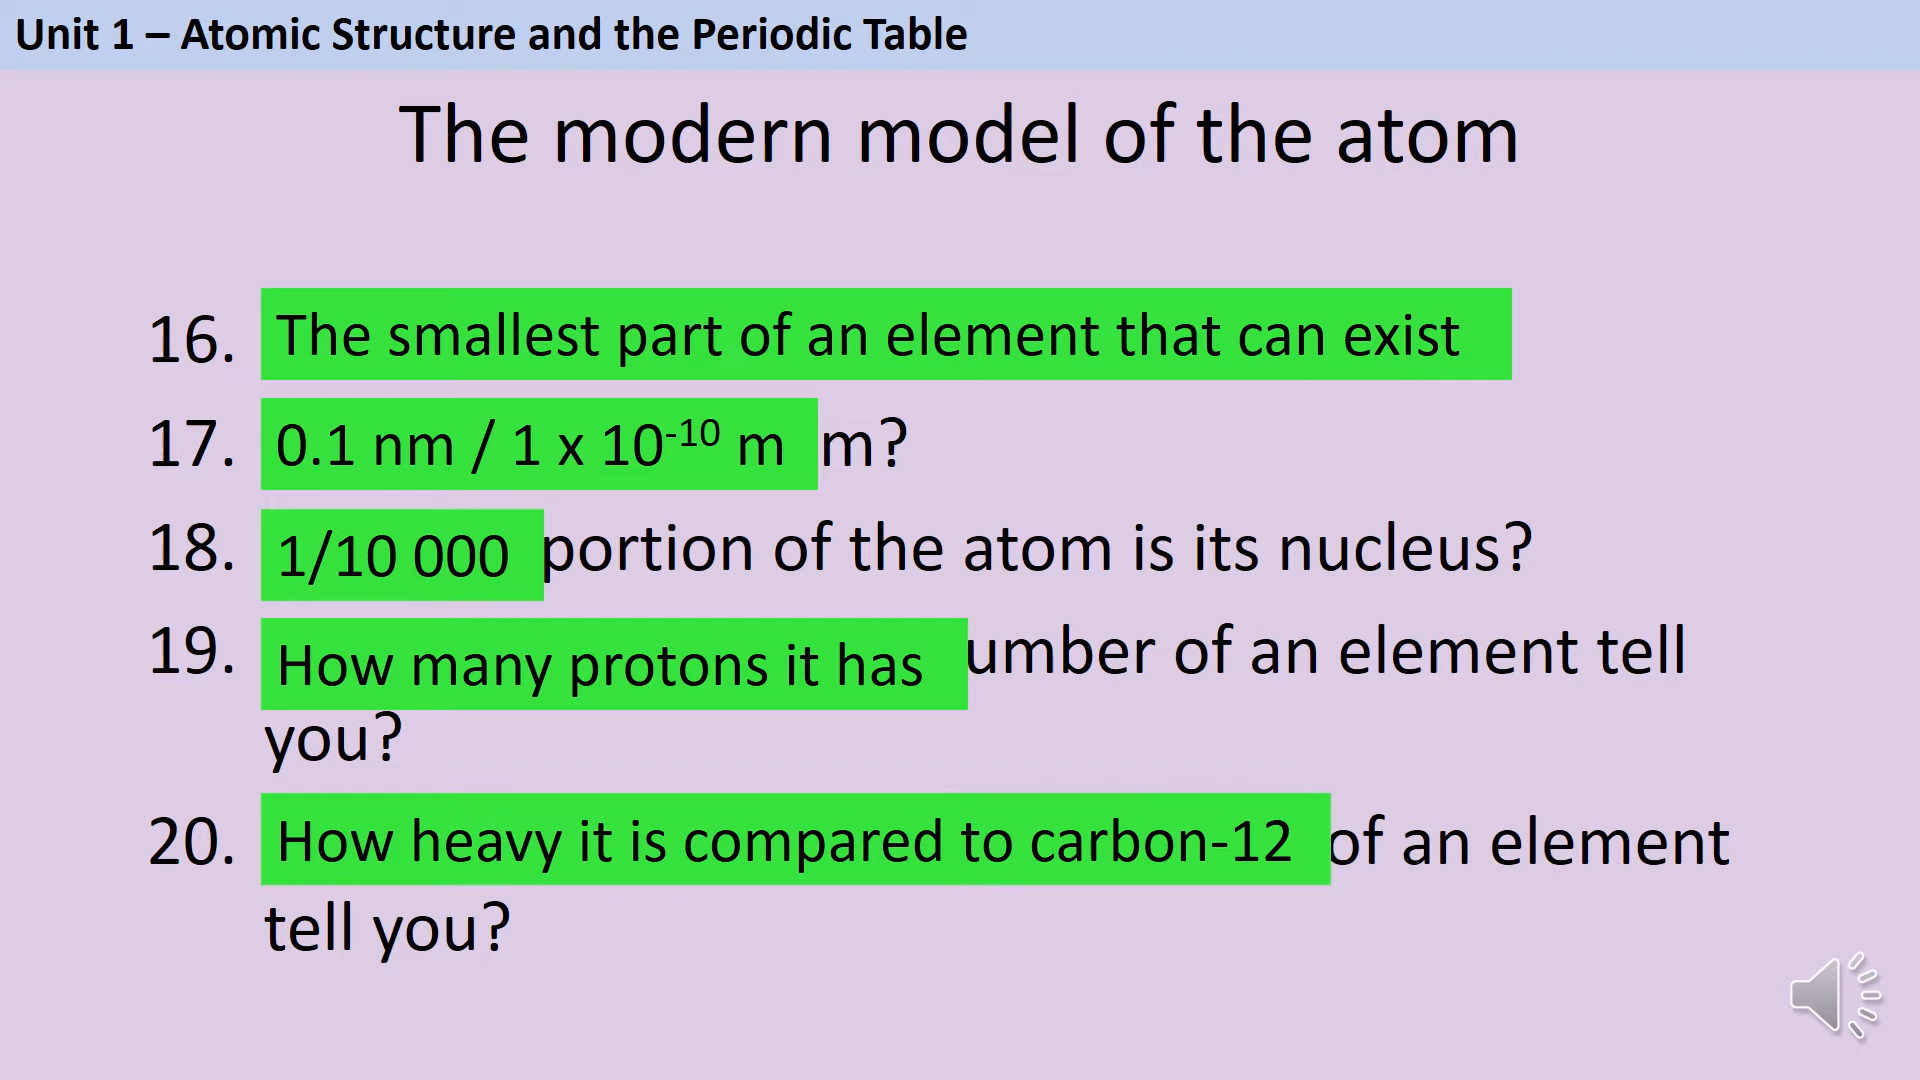 Unit 1 – Atomic Structure and the Periodic Table
The modern model of the atom
16. The smallest part of an element that can exist
17. 0.1 nm / 1 x 10⁻¹⁰ m m?
18. 1/10 000 portion of the atom is its nucleus?
19. How many protons it has umber of an element tell
you?
20. How heavy it is compared to carbon-12 of an element
tell you?